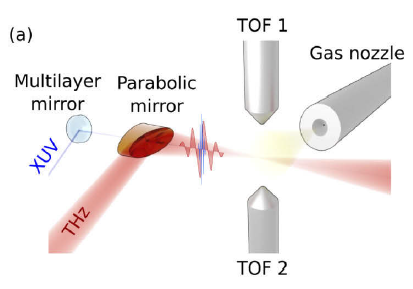 (a)
TOF 1
Gas nozzle
Multilayer
mirror
Parabolic
mirror
XUV
THz
TOF 2